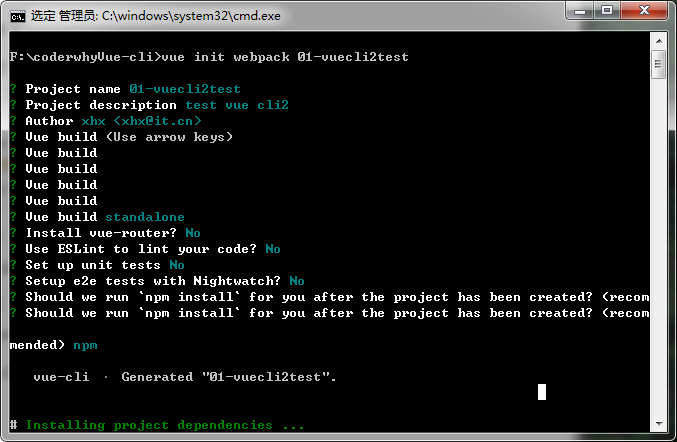 选定 管理员: C:\windows\system32\cmd.exe
F:\coderwhyVue-cli>vue init webpack 01-vuecli2test
? Project name 01-vuecli2test
? Project description test vue cli2
? Author xhx <xhx@it.cn>
? Vue build (Use arrow keys)
? Vue build
? Vue build
? Vue build
? Vue build
? Vue build standalone
? Install vue-router? No
? Use ESLint to lint your code? No
? Set up unit tests No
? Setup e2e tests with Nightwatch? No
? Should we run `npm install` for you after the project has been created? (recom
? Should we run `npm install` for you after the project has been created? (recom
mended) npm
vue-cli · Generated "01-vuecli2test".
# Installing project dependencies ...